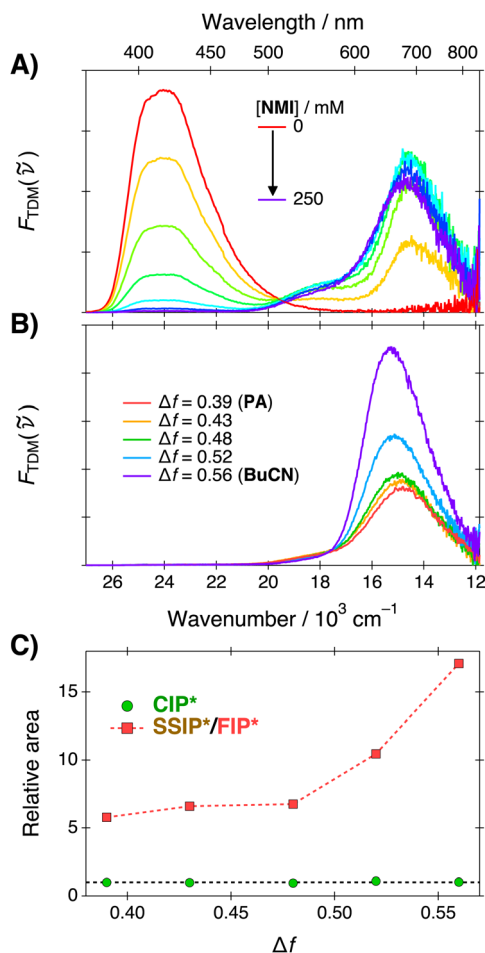 Wavelength / nm
400 450 500 600 700 800
A)
[NMI] / mM
0
250
F_TDM(ν̃)
B)
Δf = 0.39 (PA)
Δf = 0.43
Δf = 0.48
Δf = 0.52
Δf = 0.56 (BuCN)
F_TDM(ν̃)
26 24 22 20 18 16 14 12
Wavenumber / 10³ cm⁻¹
C)
15
CIP*
SSIP*/FIP*
10
Relative area
5
0
0.40 0.45 0.50 0.55
Δf